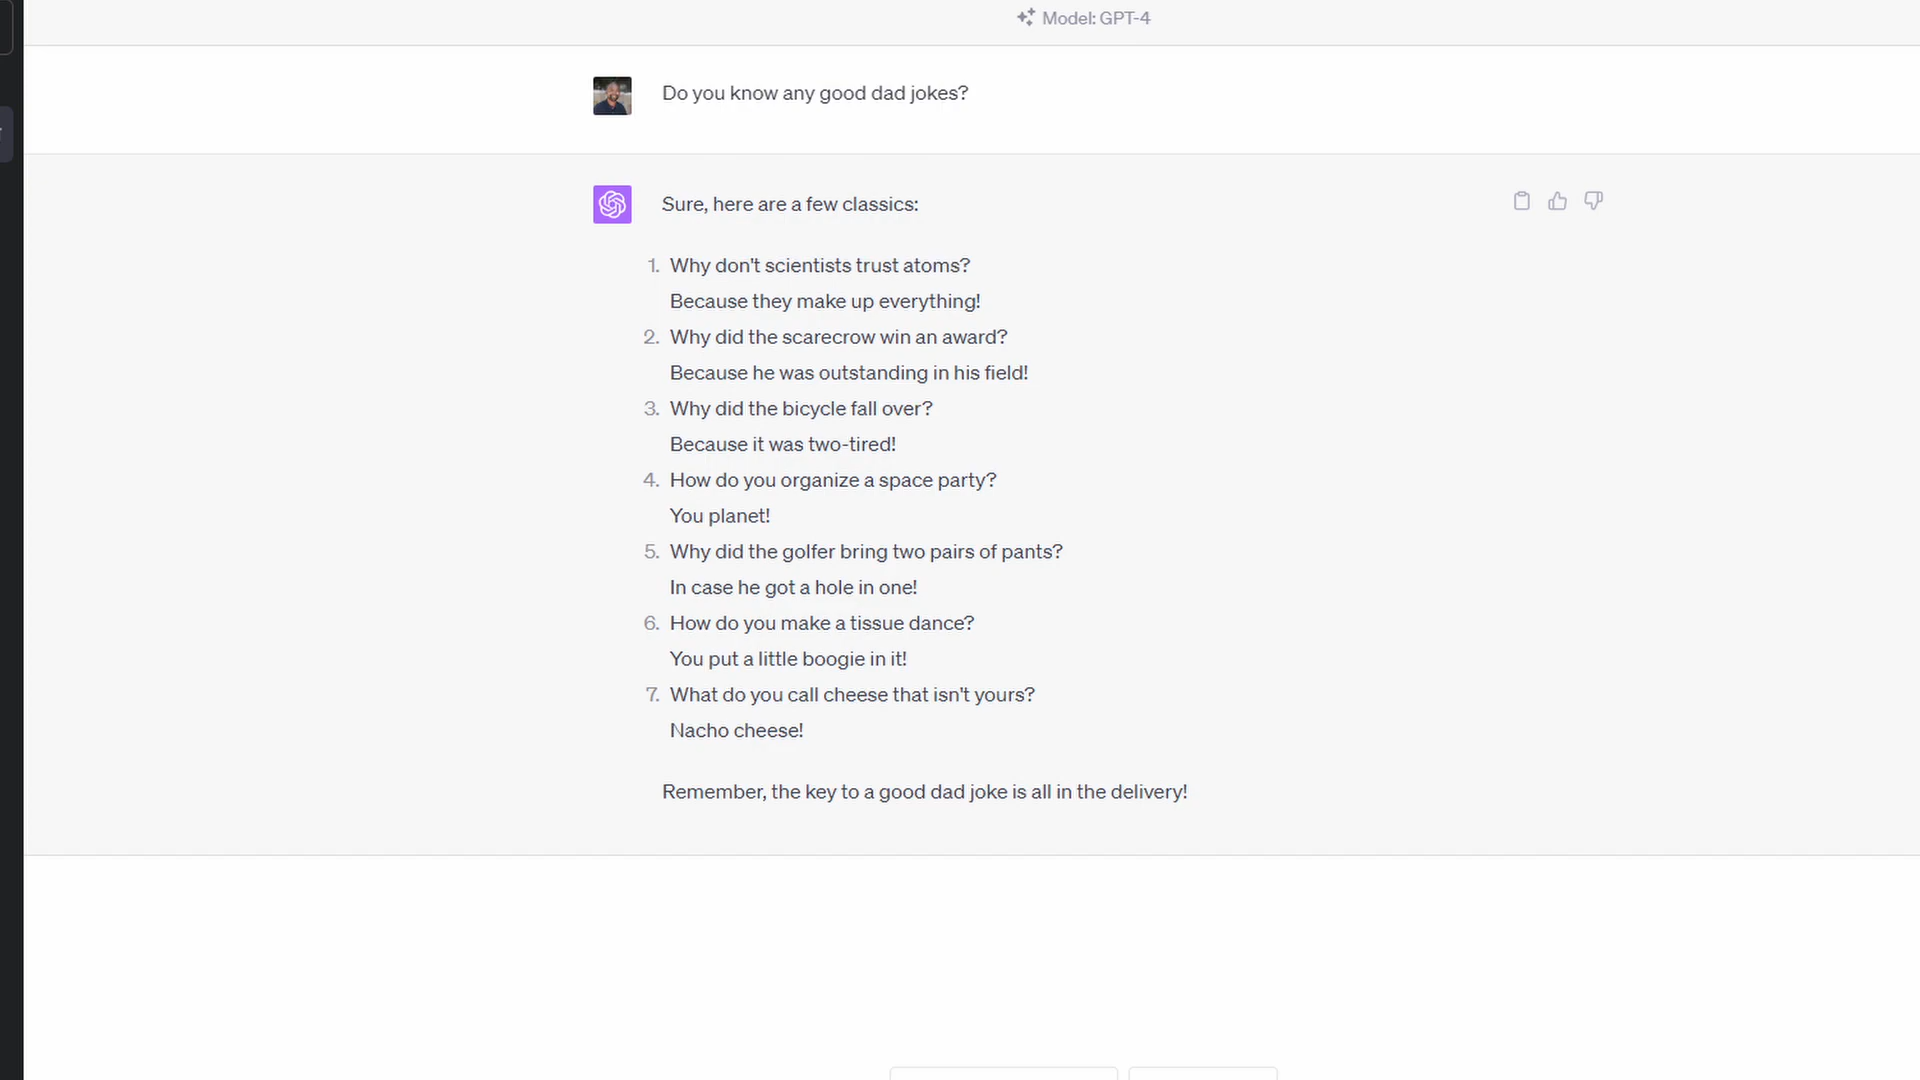 Model: GPT-4
Do you know any good dad jokes?
Sure, here are a few classics:
1. Why don't scientists trust atoms?
Because they make up everything!
2. Why did the scarecrow win an award?
Because he was outstanding in his field!
3. Why did the bicycle fall over?
Because it was two-tired!
4. How do you organize a space party?
You planet!
5. Why did the golfer bring two pairs of pants?
In case he got a hole in one!
6. How do you make a tissue dance?
You put a little boogie in it!
7. What do you call cheese that isn't yours?
Nacho cheese!
Remember, the key to a good dad joke is all in the delivery!